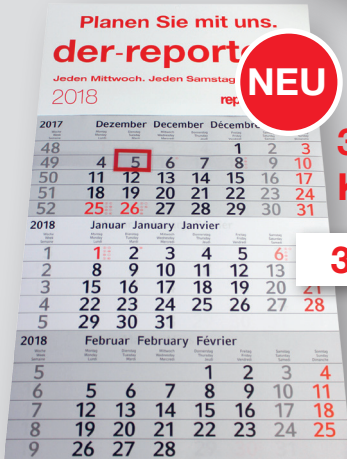 Planen Sie mit uns.
der-reporte
Jeden Mittwoch. Jeden Samstag
NEU
2018 rep
2017 Dezember December Décembre
48 1 2 3
49 4 5 6 7 8 9 10
50 11 12 13 14 15 16 17
51 18 19 20 21 22 23 24
52 25 26 27 28 29 30 31
2018 Januar January Janvier
1 1 2 3 4 5 6
2 8 9 10 11 12 13
3 15 16 17 18 19 20 21
4 22 23 24 25 26 27 28
5 29 30 31
2018 Februar February Février
5 1 2 3 4
6 5 6 7 8 9 10 11
7 12 13 14 15 16 17 18
8 19 20 21 22 23 24 25
9 26 27 28
3